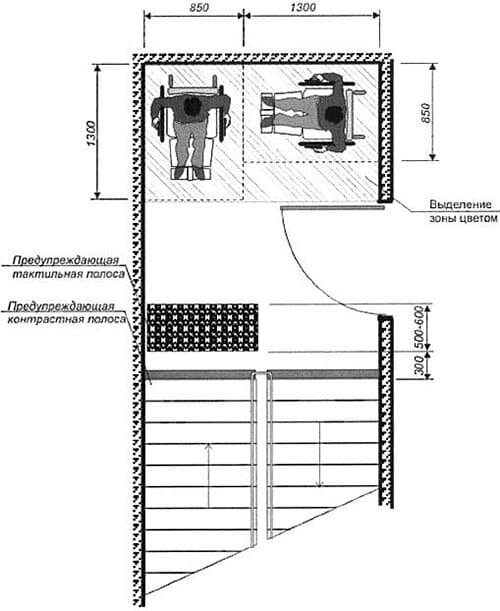 850
1300
1300
850
Выделение
зоны цветом
Предупреждающая
тактильная полоса
Предупреждающая
контрастная полоса
500-600
300